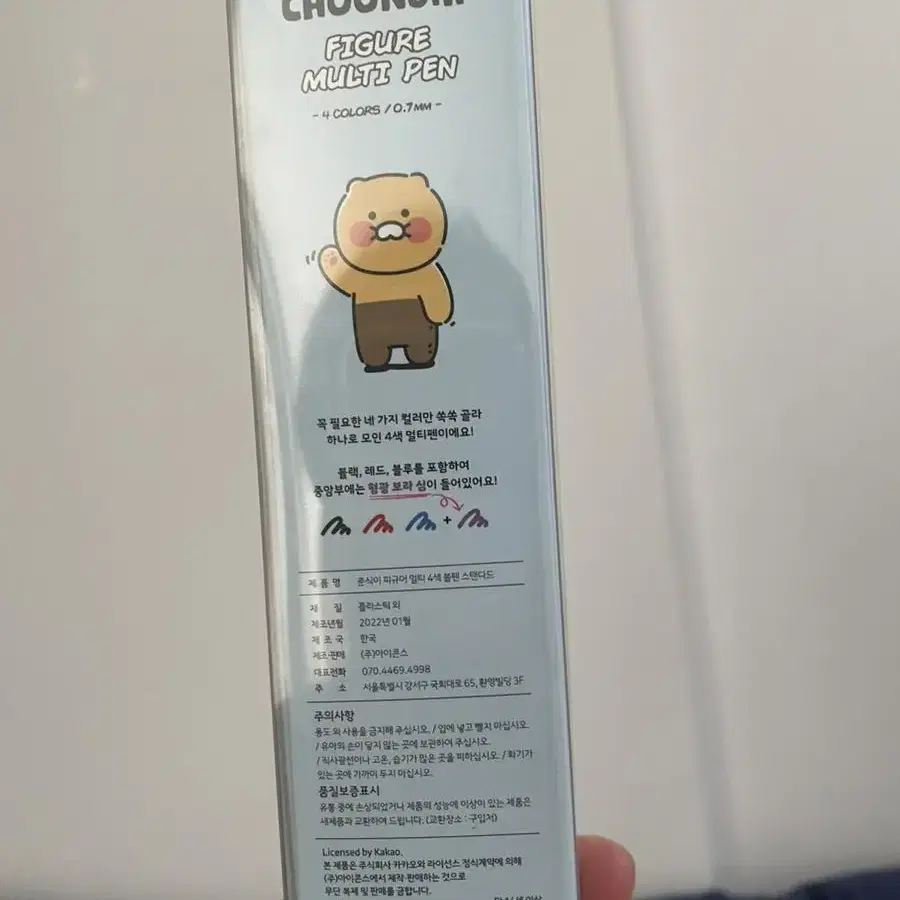 CHOONSIK
FIGURE
MULTI PEN
- 4 COLORS / 0.7MM -
꼭 필요한 네 가지 컬러만 쏙쏙 골라
하나로 모인 4색 멀티펜이에요!
블랙, 레드, 블루를 포함하여
중앙부에는 형광 보라 심이 들어있어요!
+
제 품 명 춘식이 피규어 멀티 4색 볼펜 스탠다드
재 질 플라스틱 외
제조년월 2022년 01월
제 조 국 한국
제조·판매 (주)아이콘스
대표전화 070.4469.4998
주 소 서울특별시 강서구 국회대로 65, 환영빌딩 3F
주의사항
용도 외 사용을 금지해 주십시오. / 입에 넣고 빨지 마십시오.
/ 유아의 손이 닿지 않는 곳에 보관하여 주십시오.
/ 직사광선이나 고온, 습기가 많은 곳을 피하십시오. / 화기가
있는 곳에 가까이 두지 마십시오.
품질보증표시
유통 중에 손상되었거나 제품의 성능에 이상이 있는 제품은
새제품과 교환하여 드립니다. (교환장소 : 구입처)
Licensed by Kakao.
본 제품은 주식회사 카카오와 라이선스 정식계약에 의해
(주)아이콘스에서 제작·판매하는 것으로
무단 복제 및 판매를 금합니다.